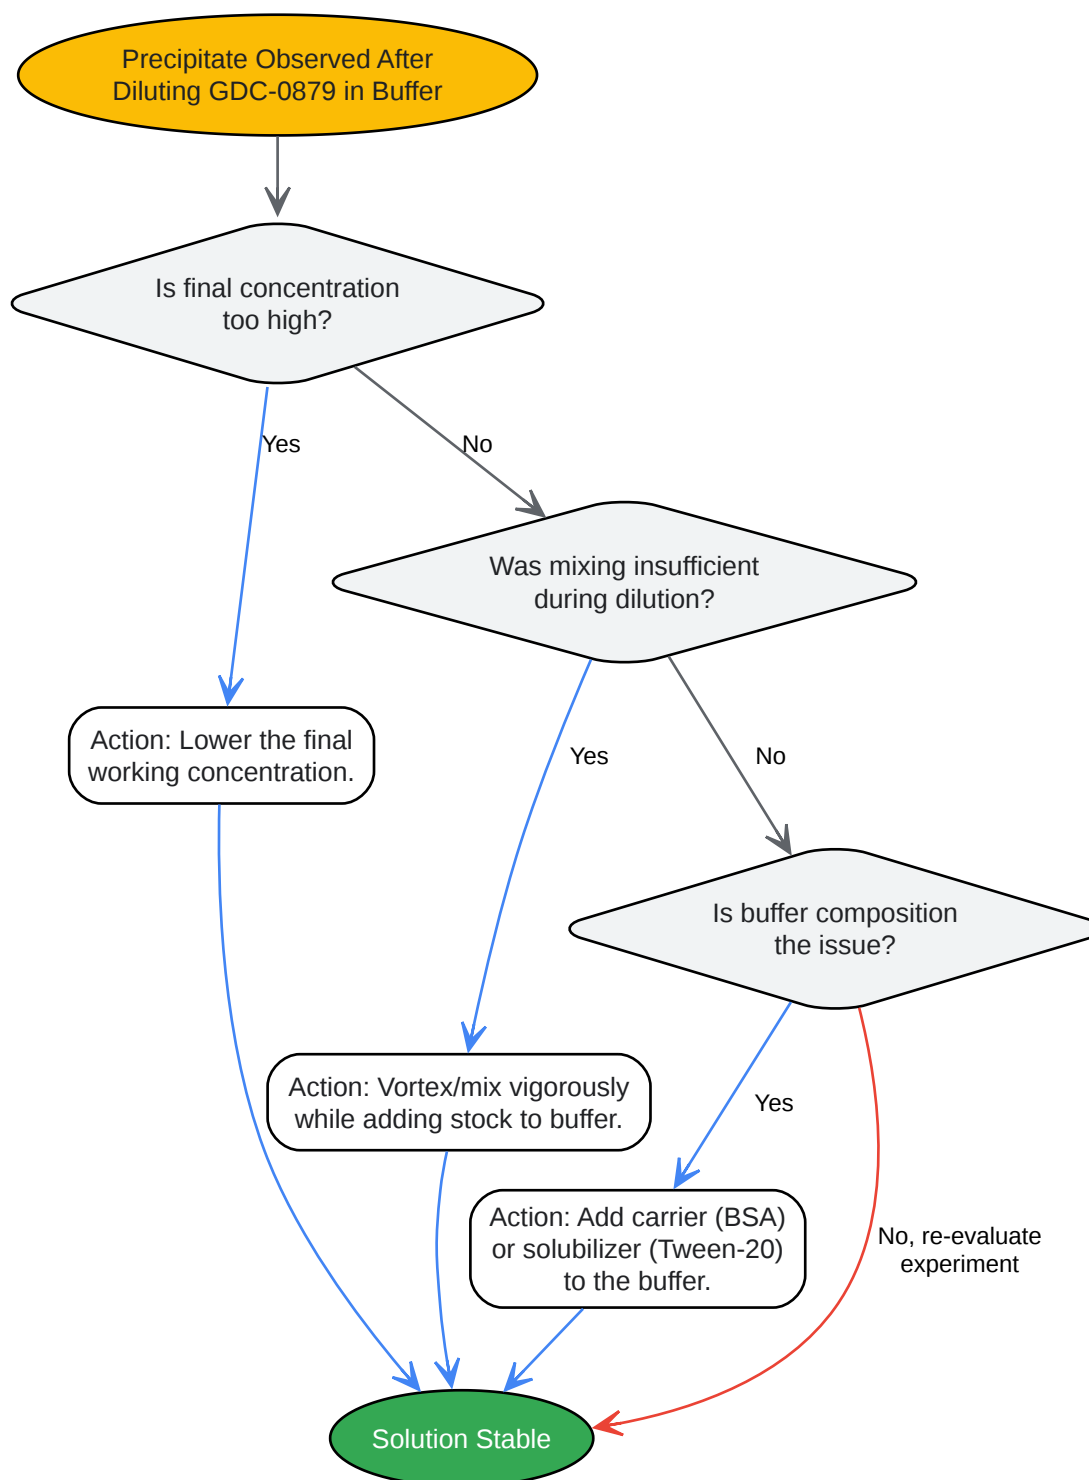 Precipitate Observed After
Diluting GDC-0879 in Buffer
Is final concentration
too high?
Yes
No
Was mixing insufficient
during dilution?
Action: Lower the final
working concentration.
Yes
No
Is buffer composition
the issue?
Action: Vortex/mix vigorously
while adding stock to buffer.
Yes
Action: Add carrier (BSA)
or solubilizer (Tween-20)
to the buffer.
No, re-evaluate
experiment
Solution Stable